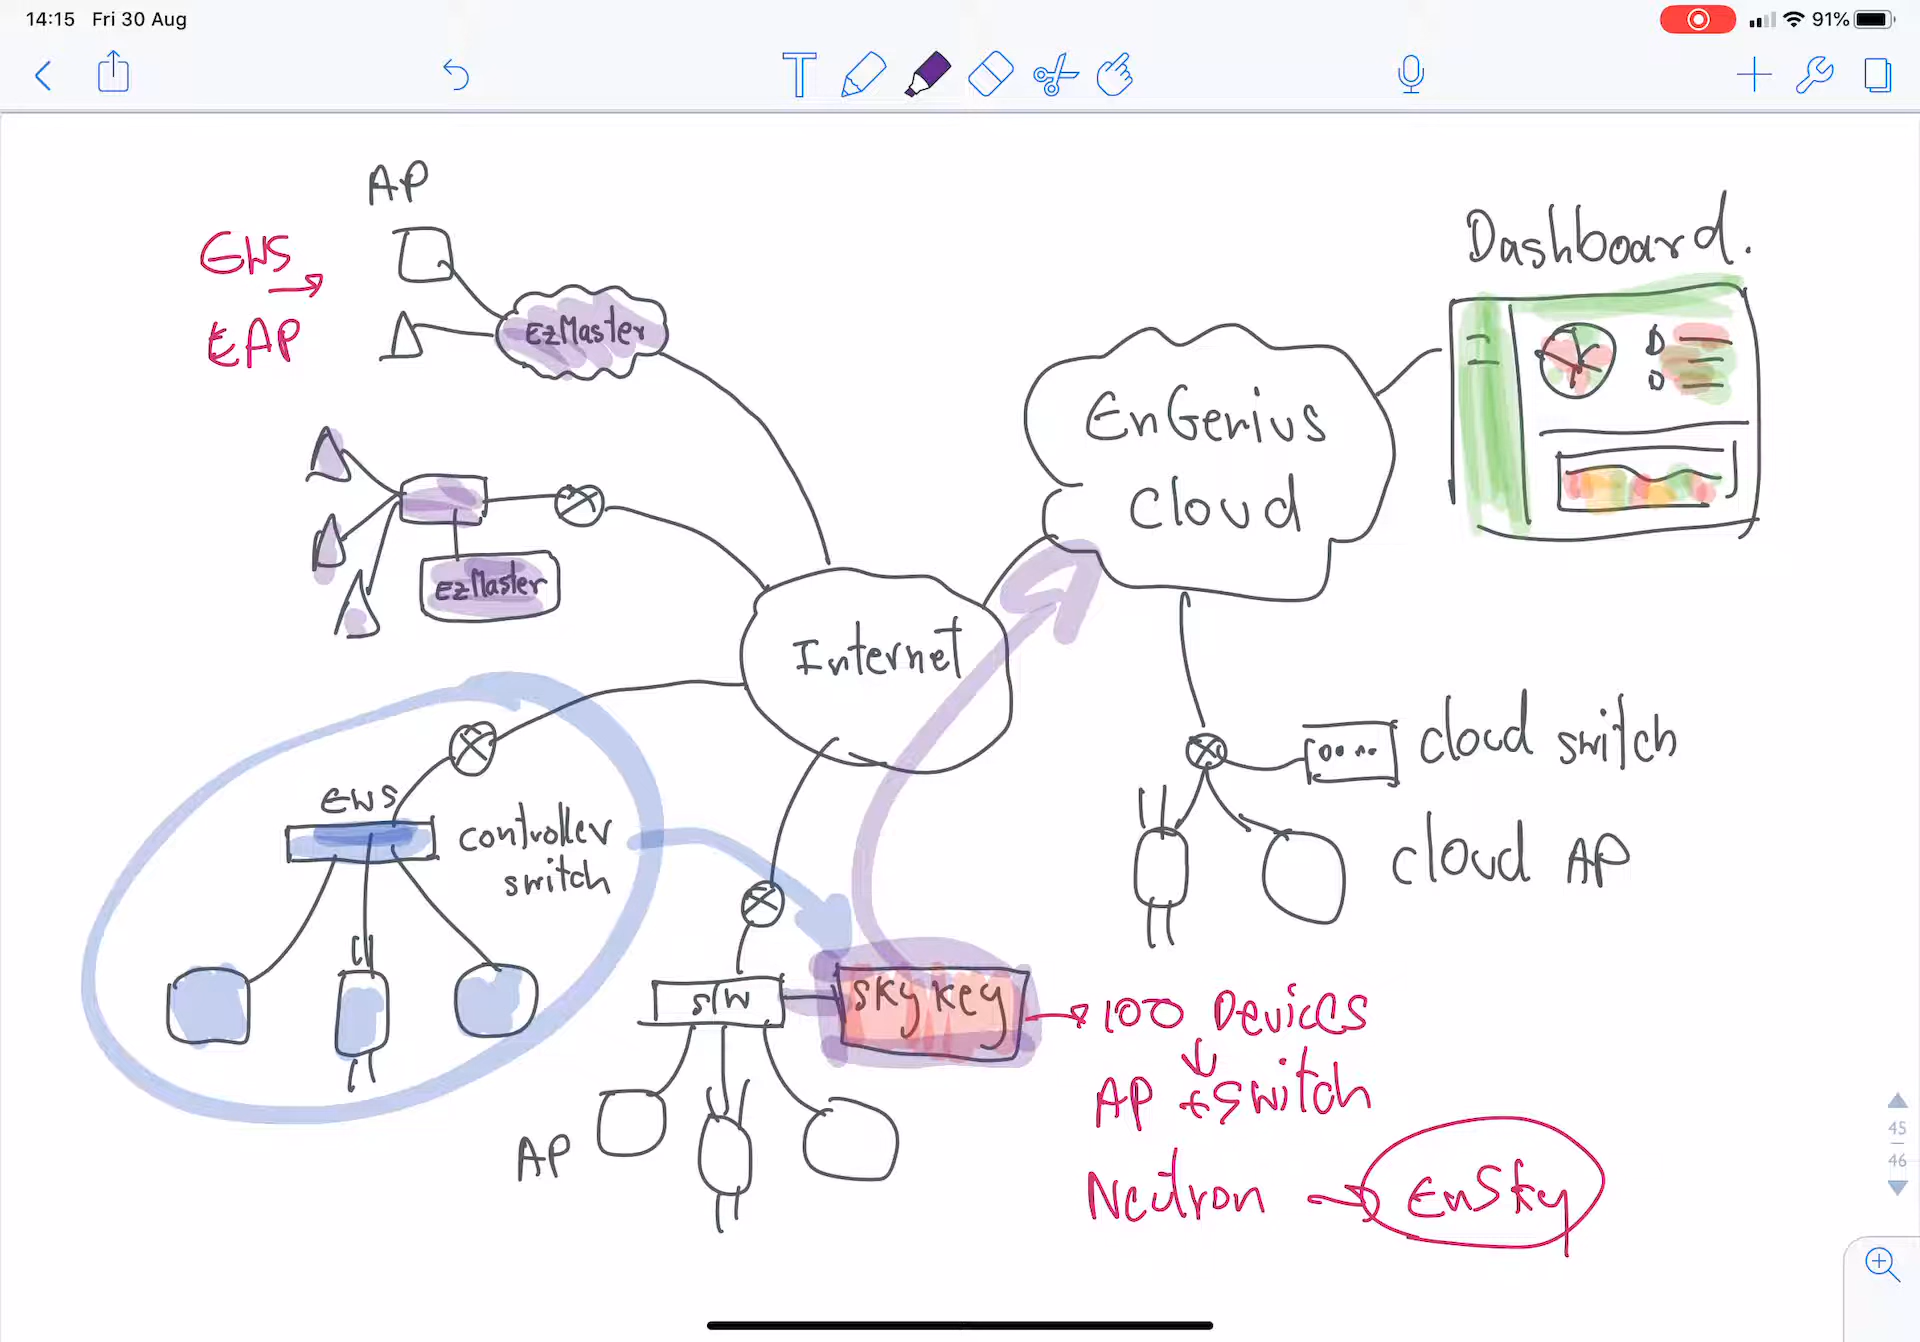 14:15 Fri 30 Aug
91%
T
AP
EWS
EAP
EzMaster
Dashboard.
EnGenius
Cloud
EzMaster
Internet
EWS
controller
switch
cloud switch
cloud AP
S/W
Sky key
100 Devices
AP + Switch
AP
Neutron
EnSky
45
46